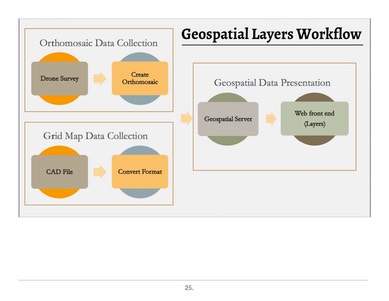 Geospatial Layers Workflow
Orthomosaic Data Collection
Drone Survey
Create
Orthomosaic
Grid Map Data Collection
CAD File
Convert Format
Geospatial Data Presentation
Geospatial Server
Web front end
(Layers)
25.